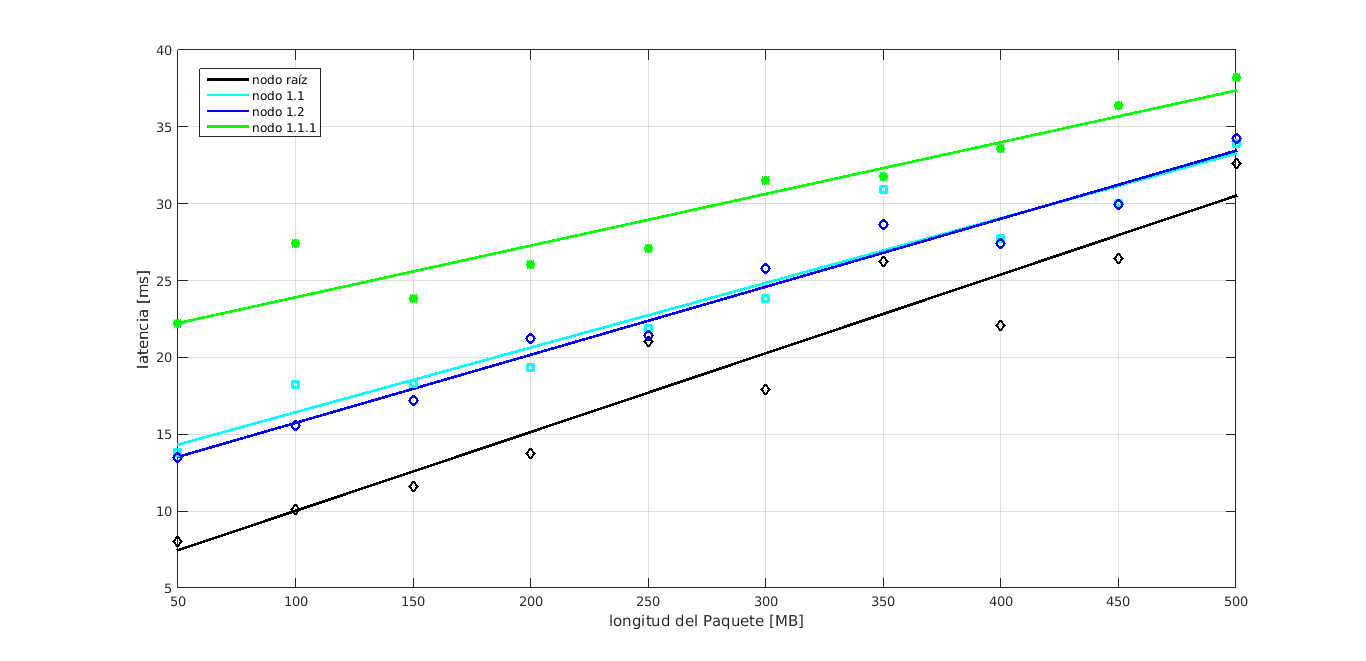 40
35
30
25
20
15
10
5
latencia [ms]
nodo raíz
nodo 1.1
nodo 1.2
nodo 1.1.1
50 100 150 200 250 300 350 400 450 500
longitud del Paquete [MB]